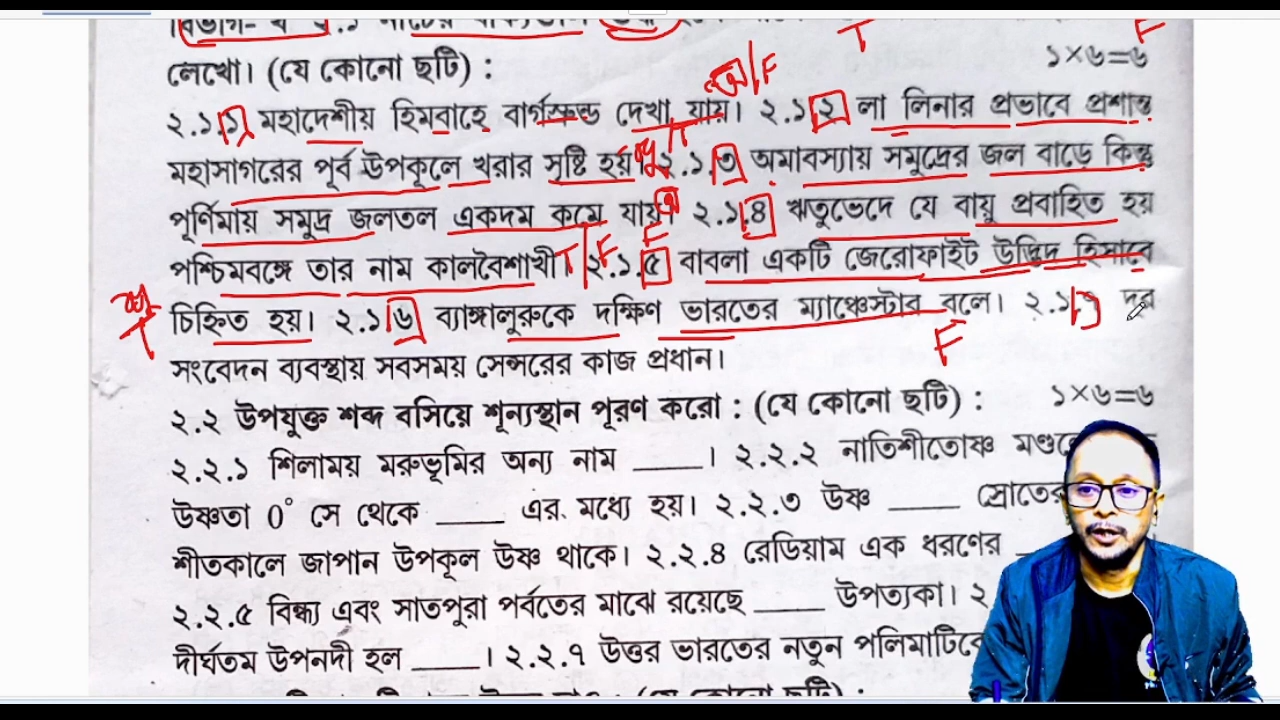 বিভাগ- খ
লেখো। (যে কোনো ছটি) : ১×৬=৬
২.১.১ মহাদেশীয় হিমবাহে বার্গস্রুন্ড দেখা যায়। ২.১.২ লা লিনার প্রভাবে প্রশান্ত
মহাসাগরের পূর্ব উপকূলে খরার সৃষ্টি হয়। ২.১.৩ অমাবস্যায় সমুদ্রের জল বাড়ে কিন্তু
পূর্ণিমায় সমুদ্র জলতল একদম কমে যায়। ২.১.৪ ঋতুভেদে যে বায়ু প্রবাহিত হয়
পশ্চিমবঙ্গে তার নাম কালবৈশাখী। ২.১.৫ বাবলা একটি জেরোফাইট উদ্ভিদ হিসাবে
চিহ্নিত হয়। ২.১.৬ ব্যাঙ্গালুরুকে দক্ষিণ ভারতের ম্যাঞ্চেস্টার বলে। ২.১.৭ দূর
সংবেদন ব্যবস্থায় সবসময় সেন্সরের কাজ প্রধান।
২.২ উপযুক্ত শব্দ বসিয়ে শূন্যস্থান পূরণ করো : (যে কোনো ছটি) : ১×৬=৬
২.২.১ শিলাময় মরুভূমির অন্য নাম ____। ২.২.২ নাতিশীতোষ্ণ
উষ্ণতা 0° সে থেকে ____ এর মধ্যে হয়। ২.২.৩ উষ্ণ ____ স্রোতের
শীতকালে জাপান উপকূল উষ্ণ থাকে। ২.২.৪ রেডিয়াম এক ধরণের
২.২.৫ বিন্ধ্য এবং সাতপুরা পর্বতের মাঝে রয়েছে ____ উপত্যকা। ২
দীর্ঘতম উপনদী হল ____। ২.২.৭ উত্তর ভারতের নতুন